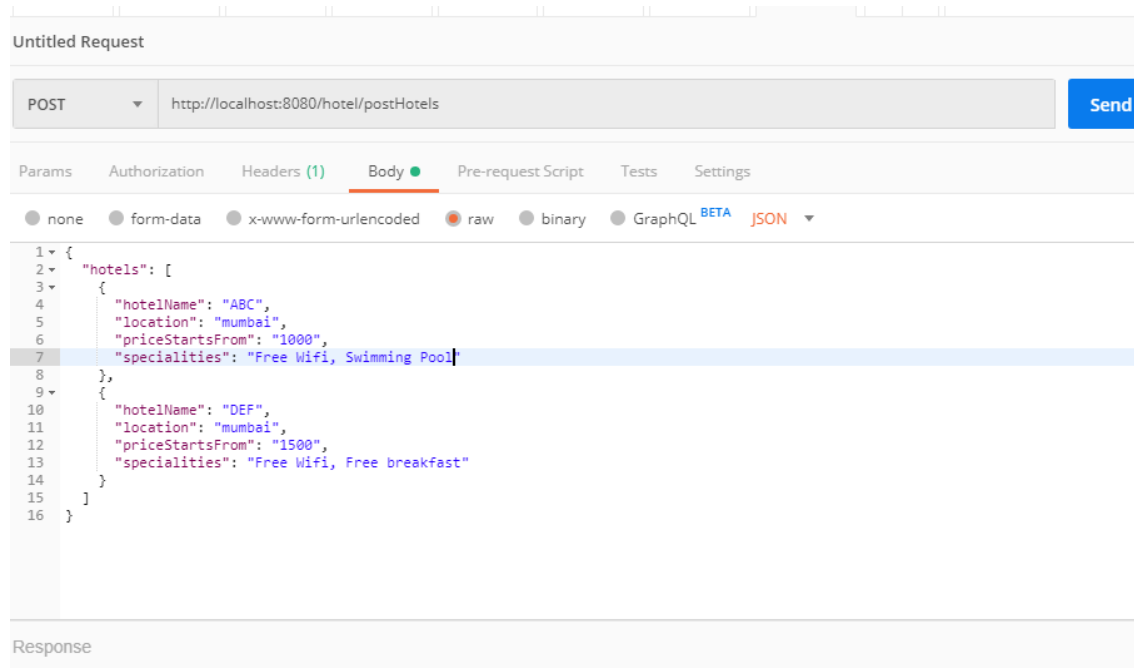 Untitled Request
POST http://localhost:8080/hotel/postHotels Send
Params Authorization Headers (1) Body Pre-request Script Tests Settings
none form-data x-www-form-urlencoded raw binary GraphQL BETA JSON
1 {
2 "hotels": [
3 {
4 "hotelName": "ABC",
5 "location": "mumbai",
6 "priceStartsFrom": "1000",
7 "specialities": "Free Wifi, Swimming Pool"
8 },
9 {
10 "hotelName": "DEF",
11 "location": "mumbai",
12 "priceStartsFrom": "1500",
13 "specialities": "Free Wifi, Free breakfast"
14 }
15 ]
16 }
Response